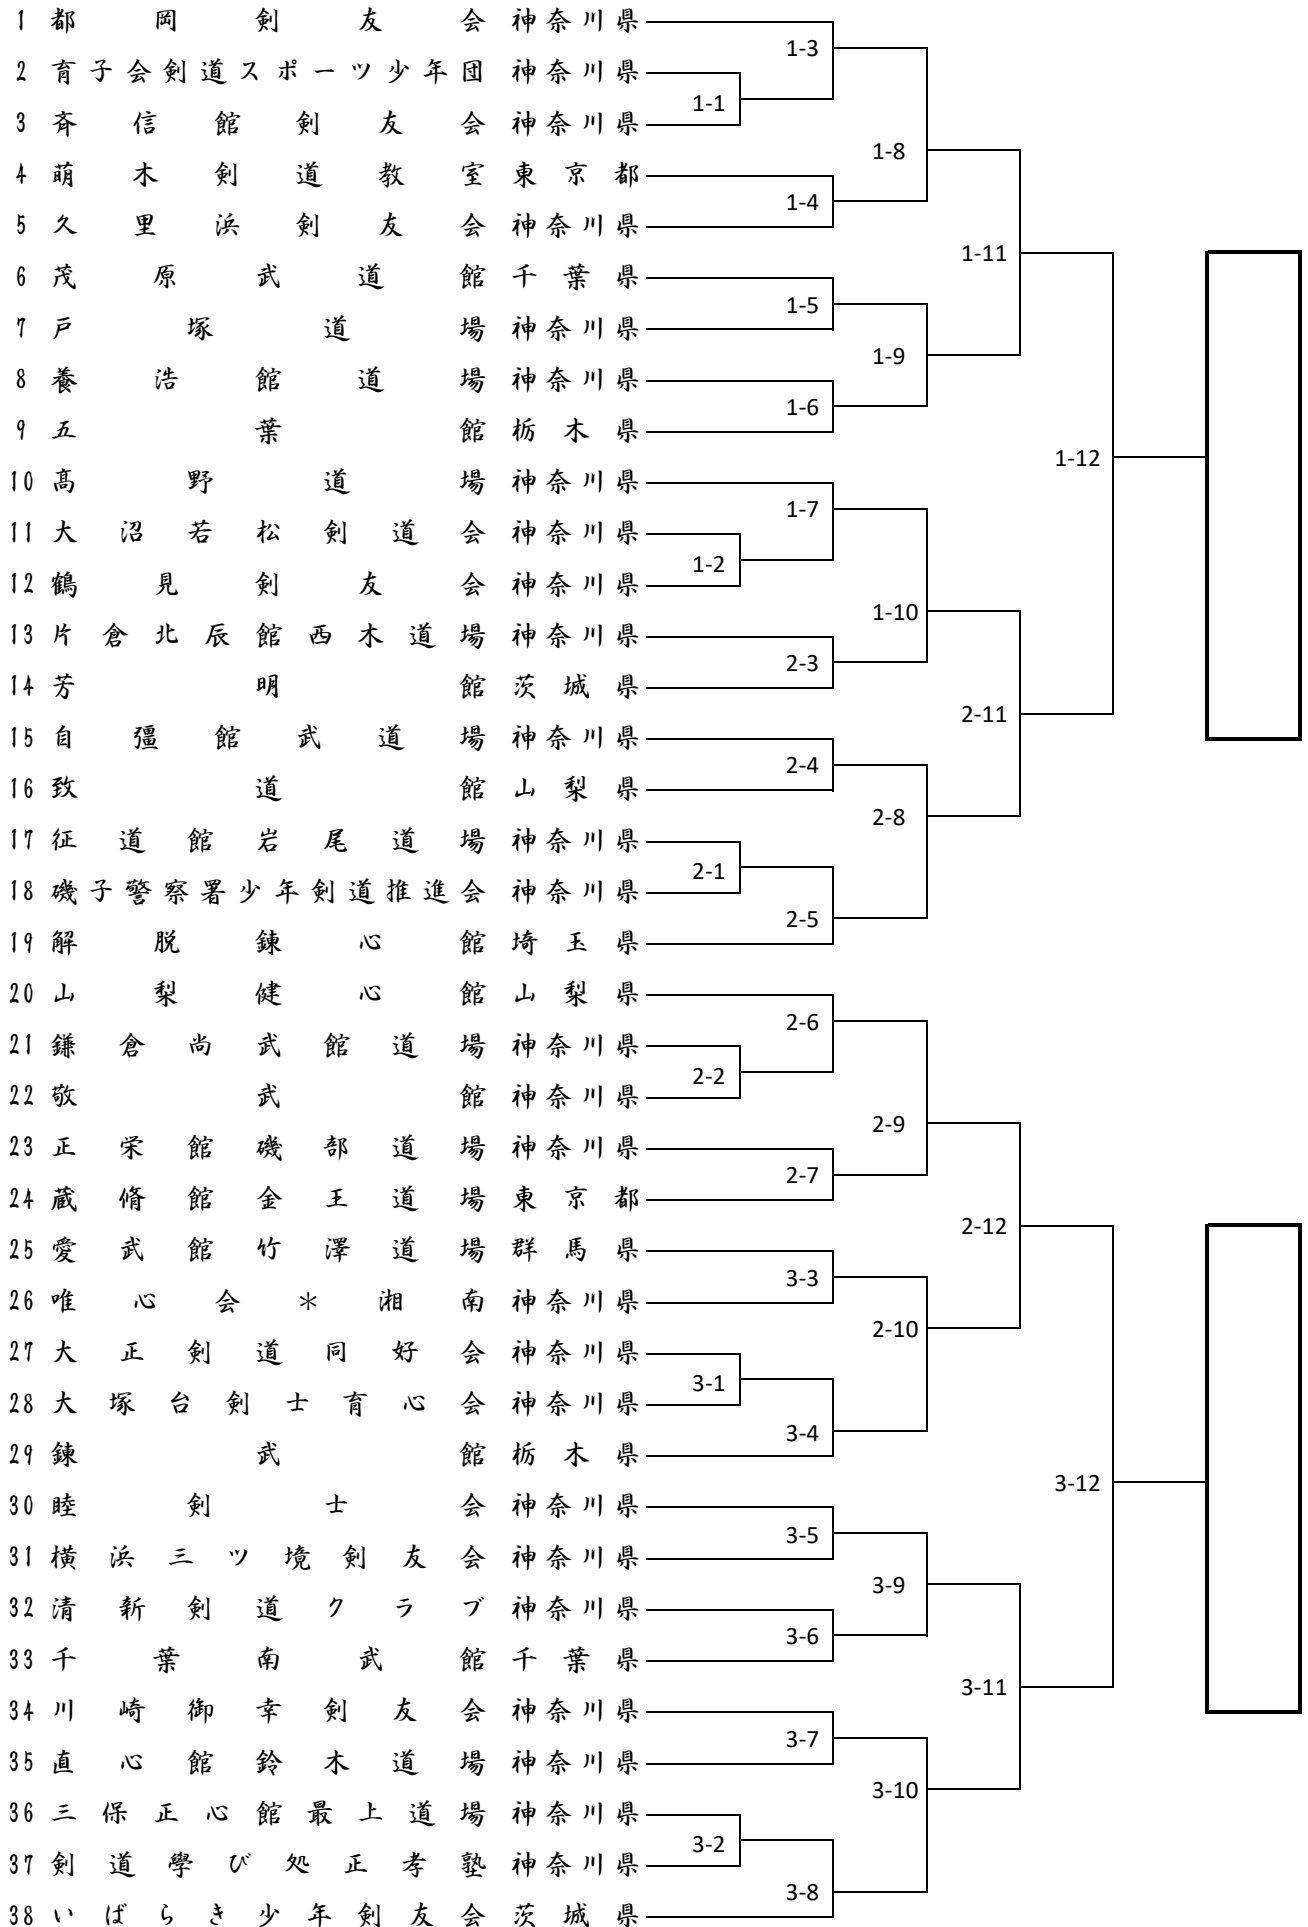 1 都岡剣友会 神奈川県
2 育子会剣道スポーツ少年団 神奈川県
3 斉信館剣友会 神奈川県
4 萌木剣道教室 東京都
5 久里浜剣友会 神奈川県
6 茂原武道館 千葉県
7 戸塚道場 神奈川県
8 養浩館道場 神奈川県
9 五葉館 栃木県
10 髙野道場 神奈川県
11 大沼若松剣道会 神奈川県
12 鶴見剣友会 神奈川県
13 片倉北辰館西木道場 神奈川県
14 芳明館 茨城県
15 自彊館武道場 神奈川県
16 致道館 山梨県
17 征道館岩尾道場 神奈川県
18 磯子警察署少年剣道推進会 神奈川県
19 解脱錬心館 埼玉県
20 山梨健心館 山梨県
21 鎌倉尚武館道場 神奈川県
22 敬武館 神奈川県
23 正栄館磯部道場 神奈川県
24 蔵脩館金王道場 東京都
25 愛武館竹澤道場 群馬県
26 唯心会＊湘南 神奈川県
27 大正剣道同好会 神奈川県
28 大塚台剣士育心会 神奈川県
29 錬武館 栃木県
30 睦剣士会 神奈川県
31 横浜三ツ境剣友会 神奈川県
32 清新剣道クラブ 神奈川県
33 千葉南武館 千葉県
34 川崎御幸剣友会 神奈川県
35 直心館鈴木道場 神奈川県
36 三保正心館最上道場 神奈川県
37 剣道學び処正孝塾 神奈川県
38 いばらき少年剣友会 茨城県
1-1
1-2
2-1
2-2
3-1
3-2
1-3
1-4
1-5
1-6
1-7
2-3
2-4
2-5
2-6
2-7
3-3
3-4
3-5
3-6
3-7
3-8
1-8
1-9
1-10
2-8
2-9
2-10
3-9
3-10
1-11
2-11
2-12
3-11
1-12
3-12